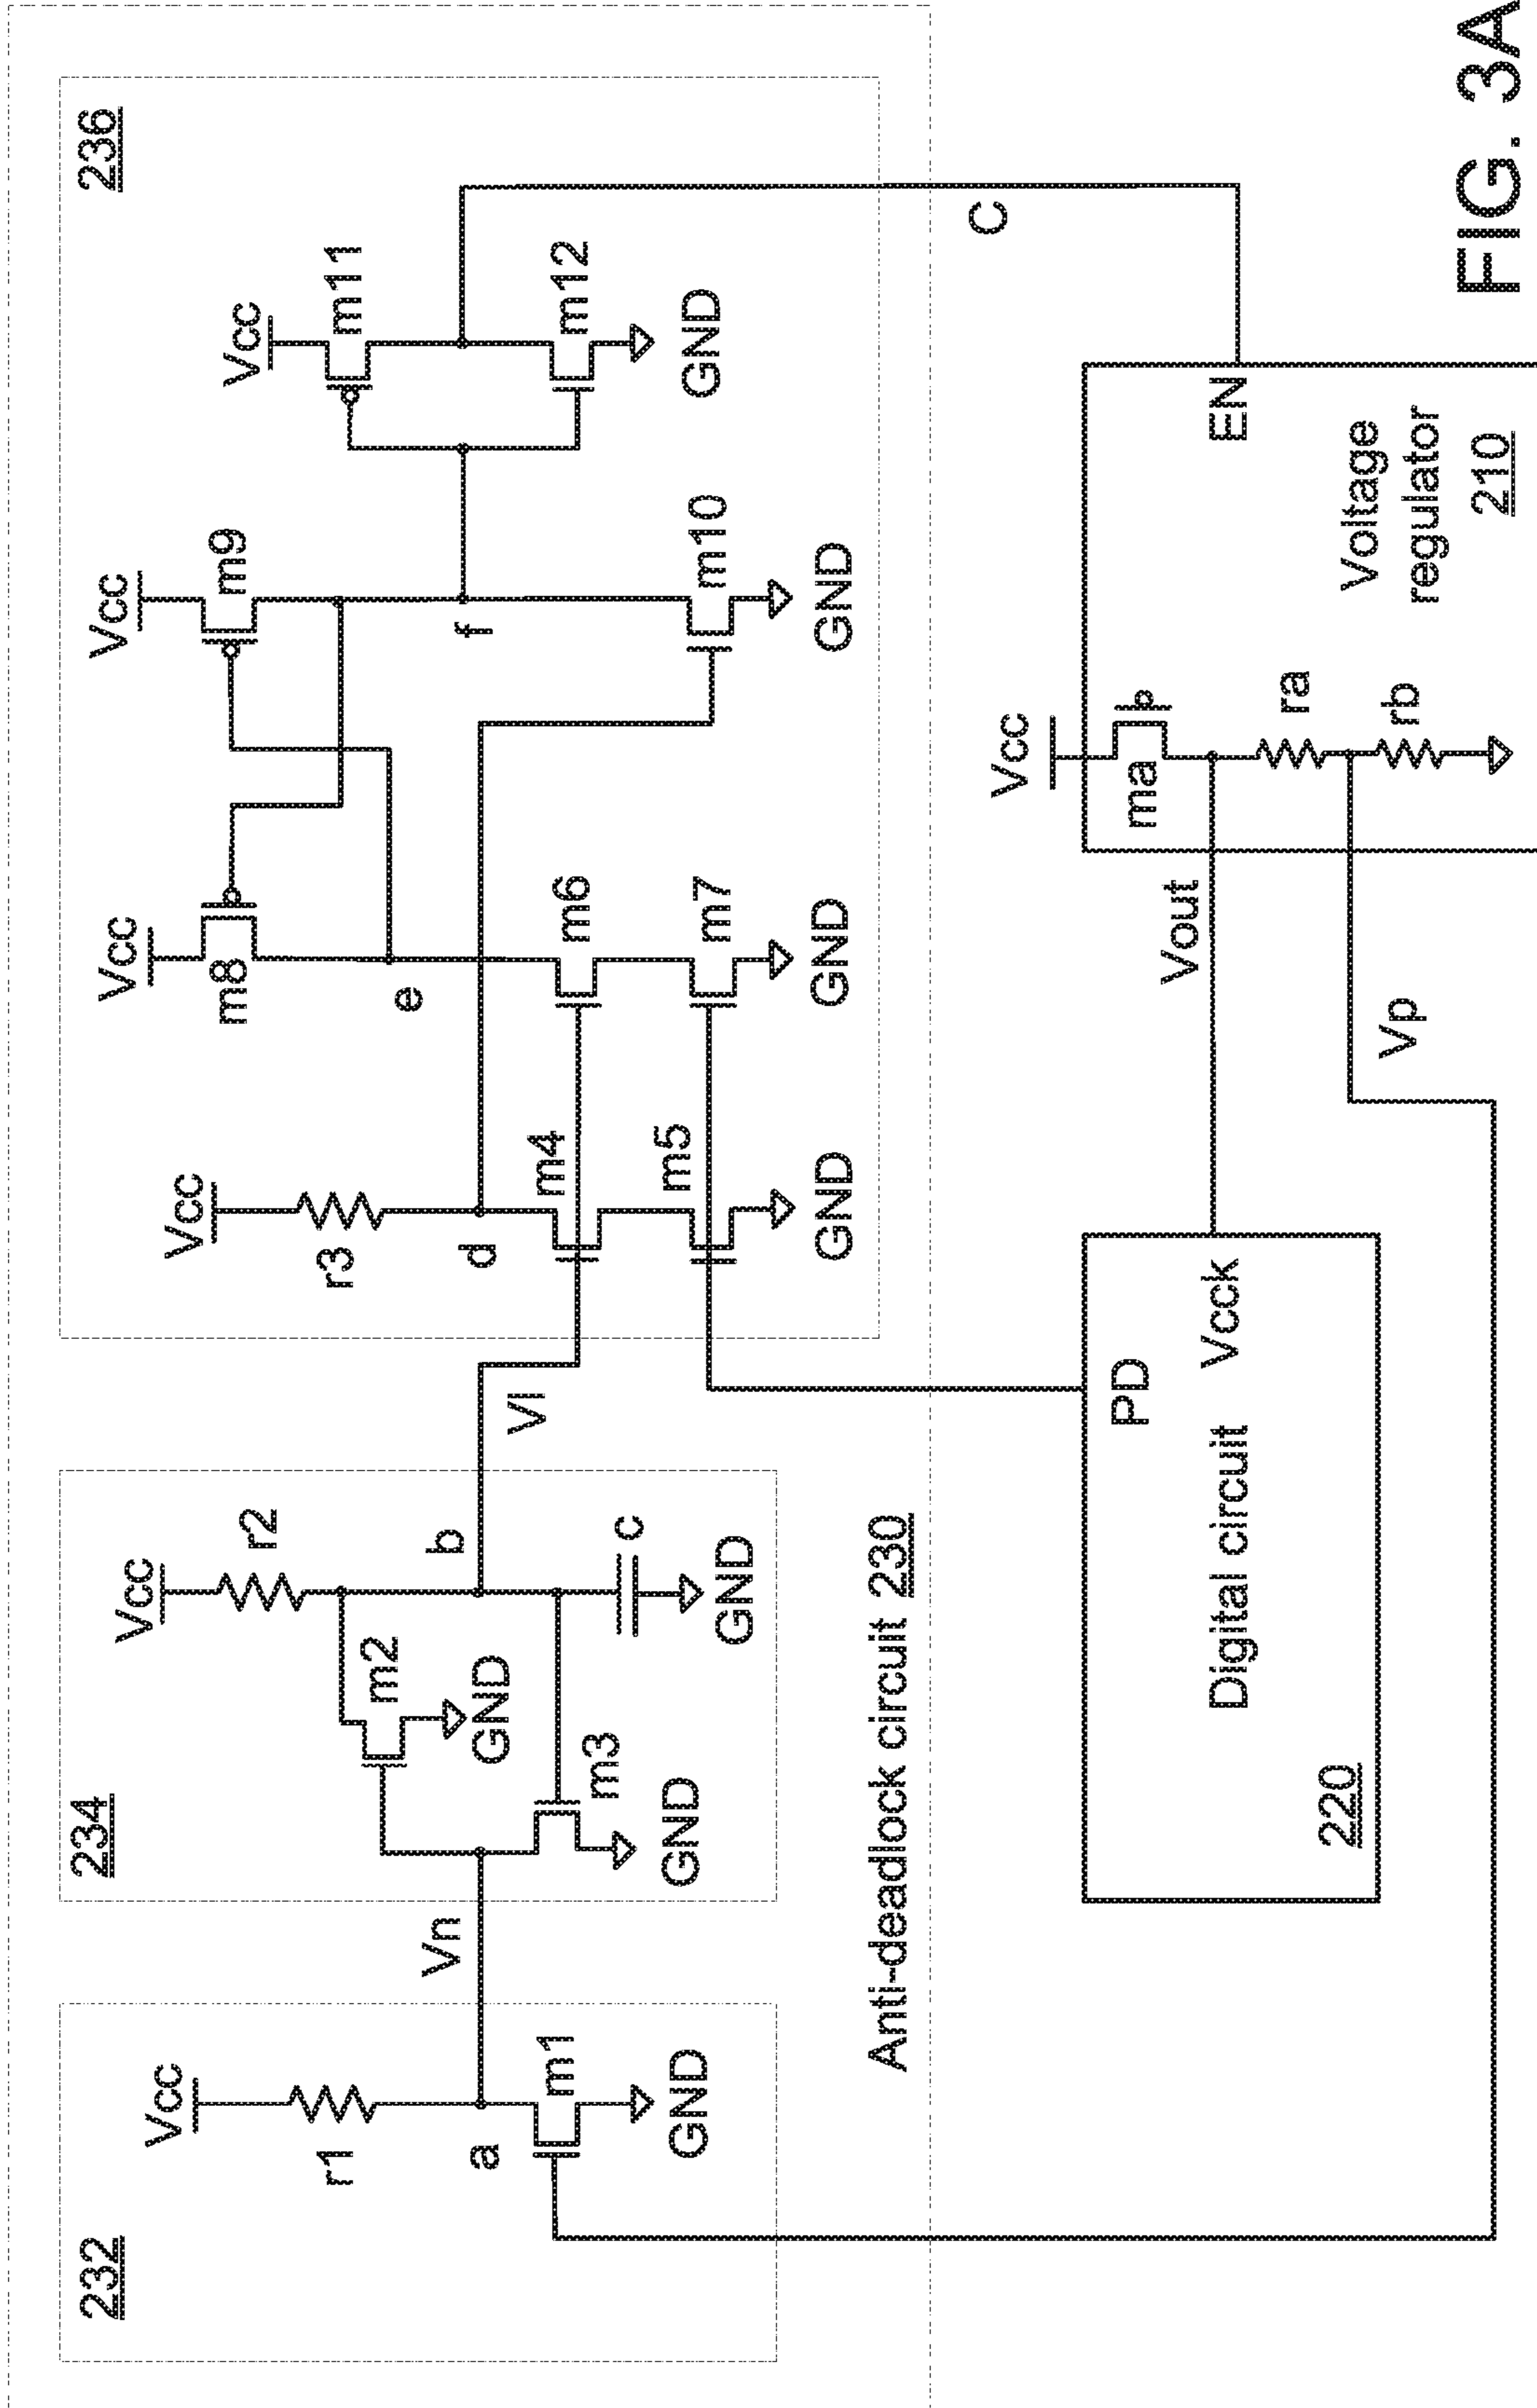 232
Vcc
r1
a
m1
GND
Vn
234
Vcc
r2
m2
GND
b
m3
GND
c
GND
Vl
236
Vcc
r3
d
m4
m5
GND
Vcc
m8
e
m6
m7
GND
Vcc
m9
f
m10
GND
Vcc
m11
m12
GND
C
Anti-deadlock circuit 230
PD
Vcck
Digital circuit
220
Vout
Vp
Vcc
ma
ra
rb
EN
Voltage
regulator
210
FIG. 3A